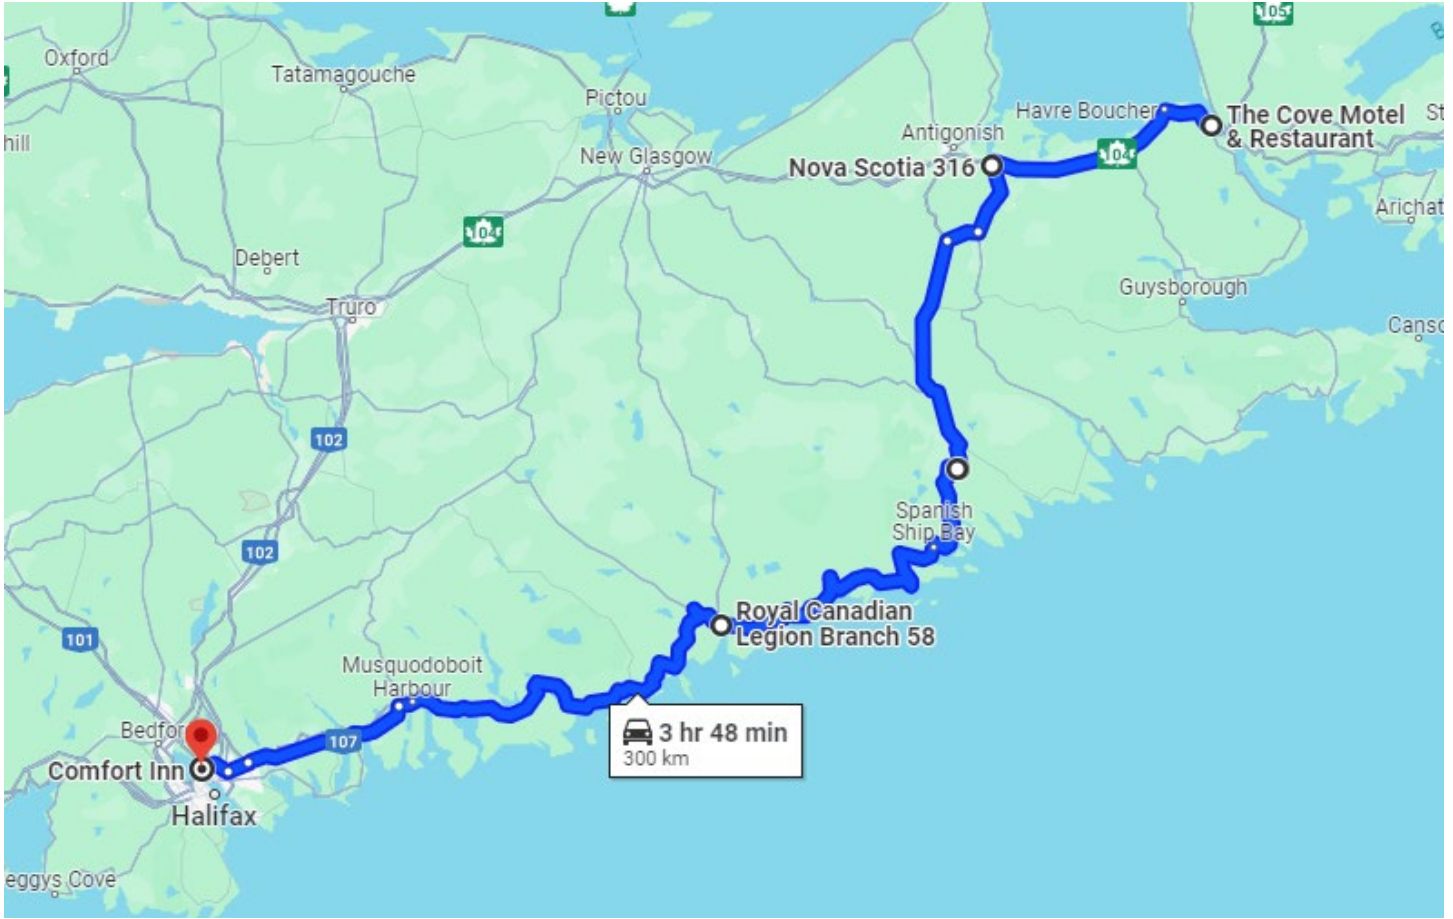 105
Oxford
Tatamagouche
Pictou
hill
New Glasgow
Antigonish
Havre Boucher
The Cove Motel
& Restaurant
St
104
Nova Scotia 316
104
Arichat
Debert
Guysborough
Truro
Canso
102
102
Spanish
Ship Bay
101
Royal Canadian
Legion Branch 58
Musquodoboit
Harbour
3 hr 48 min
300 km
Bedfor
107
Comfort Inn
Halifax
eggys Cove